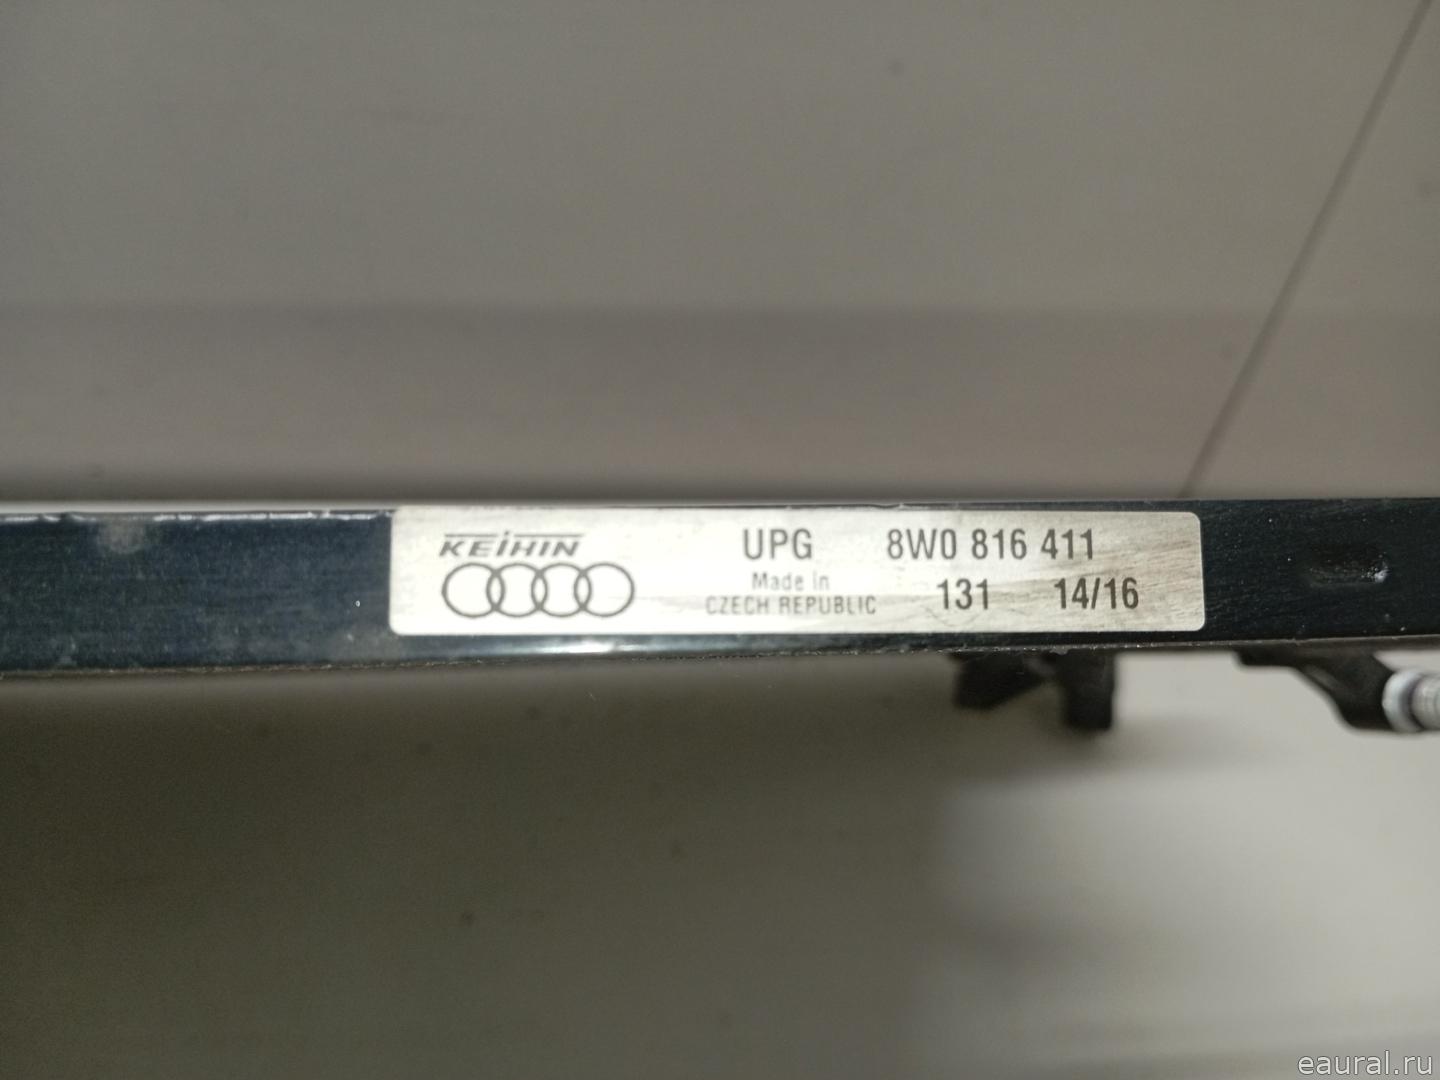 KEIHIN UPG 8W0 816 411
Made in
CZECH REPUBLIC 131 14/16
eaural.ru